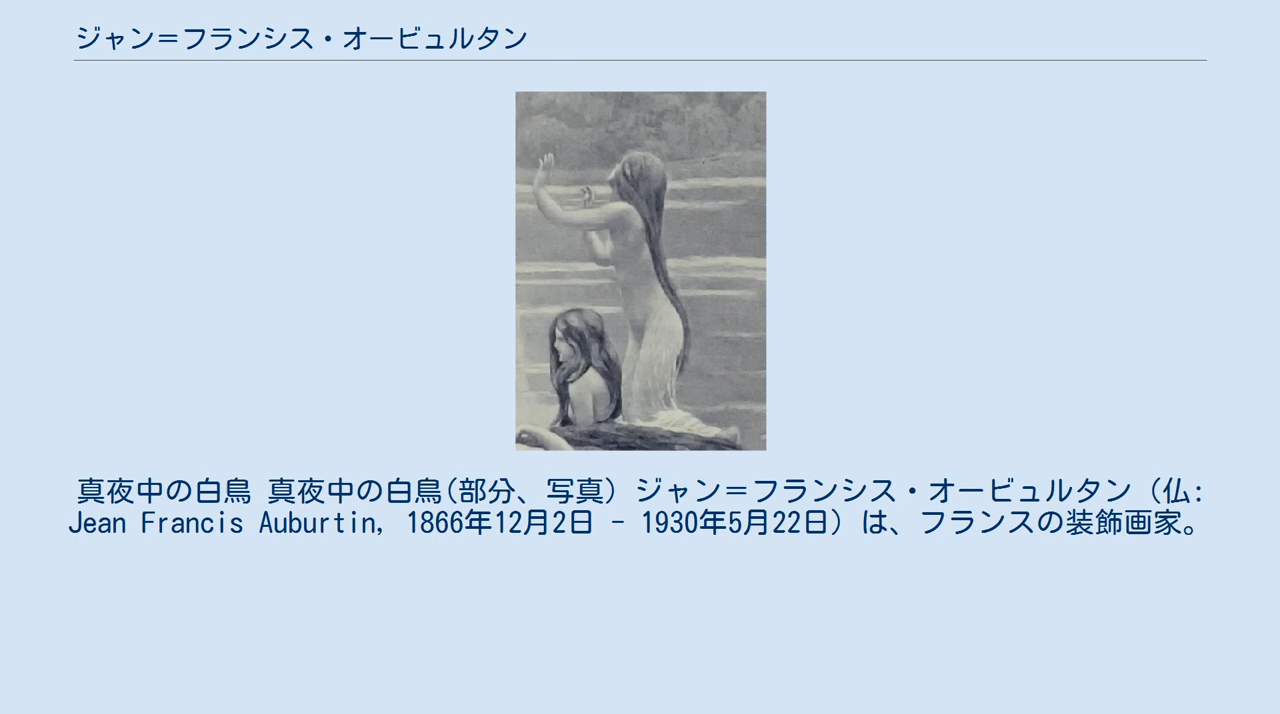 ジャン＝フランシス・オービュルタン
真夜中の白鳥 真夜中の白鳥(部分、写真) ジャン＝フランシス・オービュルタン（仏:
Jean Francis Auburtin, 1866年12月2日 - 1930年5月22日）は、フランスの装飾画家。